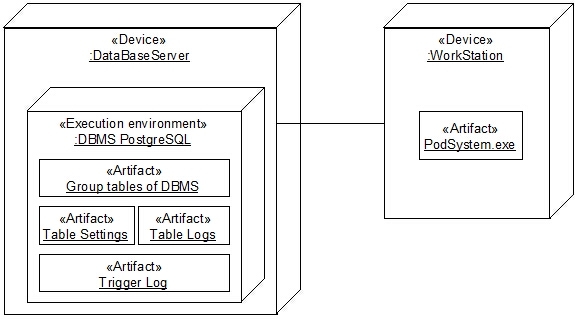 «Device»
:DataBaseServer
«Execution environment»
:DBMS PostgreSQL
«Artifact»
Group tables of DBMS
«Artifact»
Table Settings
«Artifact»
Table Logs
«Artifact»
Trigger Log
«Device»
:WorkStation
«Artifact»
PodSystem.exe